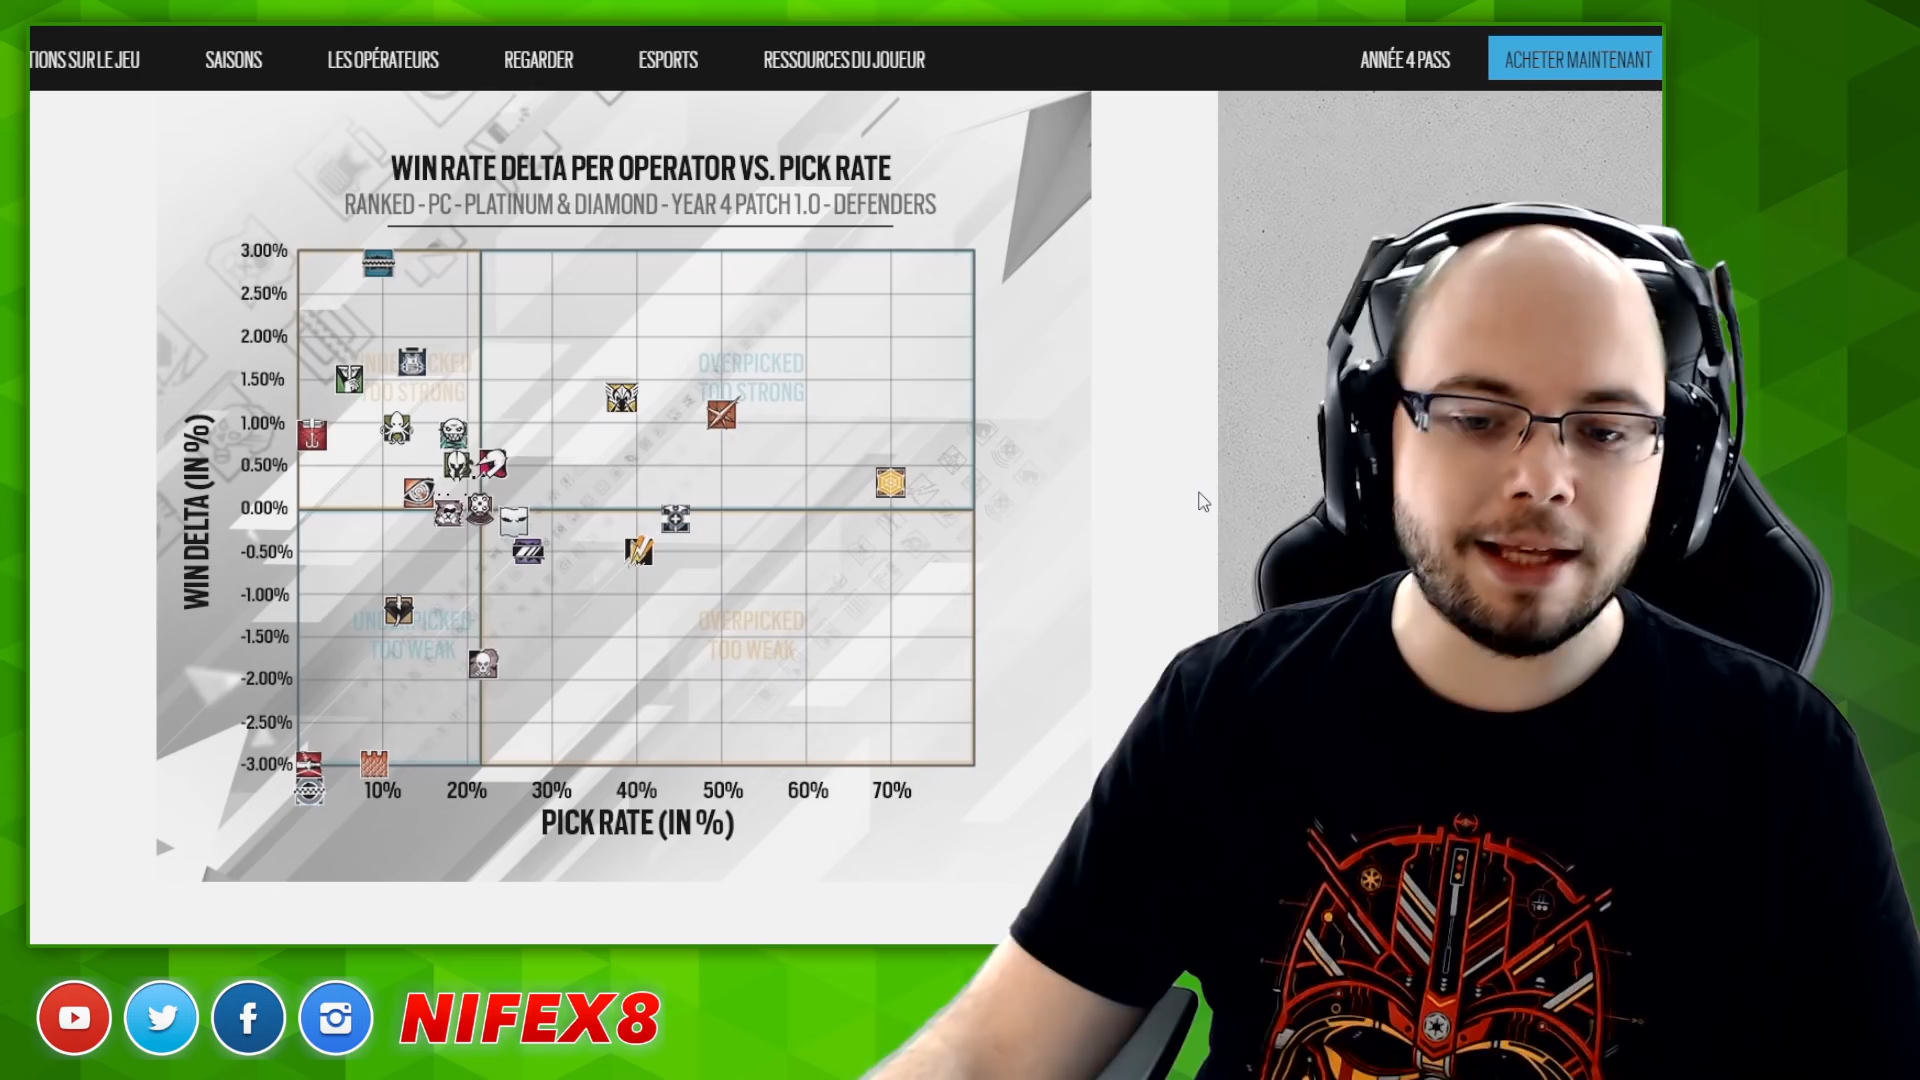 TIONS SUR LE JEU
SAISONS
LES OPÉRATEURS
REGARDER
ESPORTS
RESSOURCES DU JOUEUR
ANNÉE 4 PASS
ACHETER MAINTENANT
WIN RATE DELTA PER OPERATOR VS. PICK RATE
RANKED - PC - PLATINUM & DIAMOND - YEAR 4 PATCH 1.0 - DEFENDERS
WIN DELTA (IN %)
3.00%
2.50%
2.00%
1.50%
1.00%
0.50%
0.00%
-0.50%
-1.00%
-1.50%
-2.00%
-2.50%
-3.00%
TOO STRONG
OVERPICKED
TOO STRONG
TOO WEAK
OVERPICKED
TOO WEAK
10%
20%
30%
40%
50%
60%
70%
PICK RATE (IN %)
NIFEX8